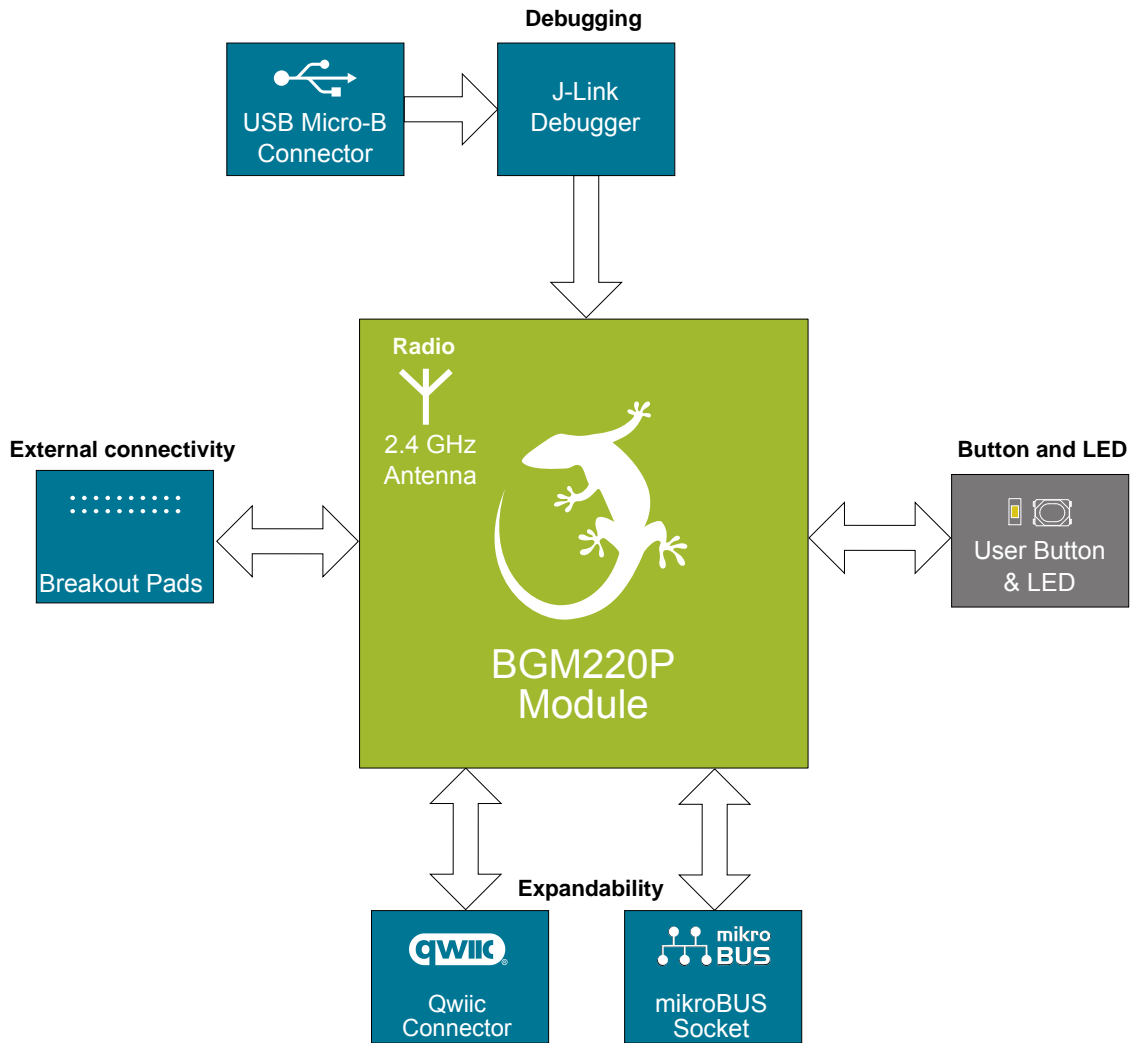 Debugging
USB Micro-B
Connector
J-Link
Debugger
Radio
2.4 GHz
Antenna
External connectivity
Breakout Pads
Button and LED
User Button
& LED
BGM220P
Module
Expandability
qwiic®
Qwiic
Connector
mikro
BUS
mikroBUS
Socket